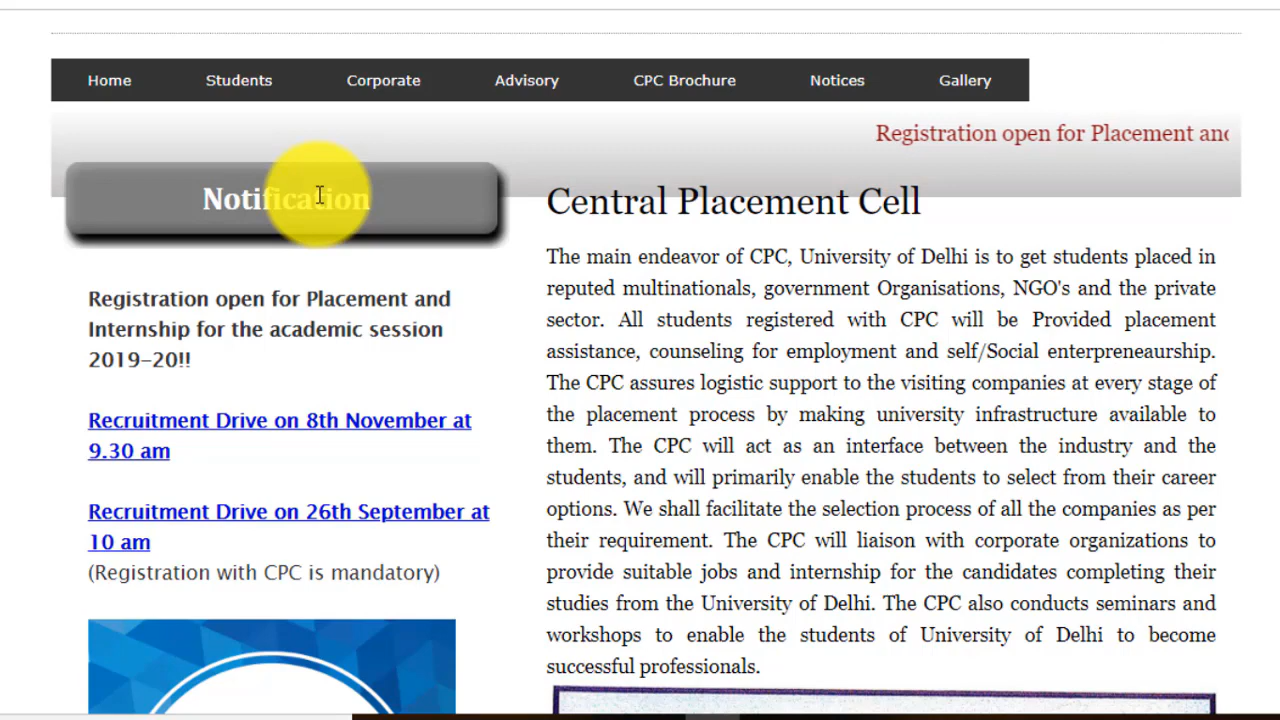 Home Students Corporate Advisory CPC Brochure Notices Gallery
Registration open for Placement and
Notification
Registration open for Placement and
Internship for the academic session
2019-20!!
Recruitment Drive on 8th November at
9.30 am
Recruitment Drive on 26th September at
10 am
(Registration with CPC is mandatory)
Central Placement Cell
The main endeavor of CPC, University of Delhi is to get students placed in
reputed multinationals, government Organisations, NGO's and the private
sector. All students registered with CPC will be Provided placement
assistance, counseling for employment and self/Social enterpreneaurship.
The CPC assures logistic support to the visiting companies at every stage of
the placement process by making university infrastructure available to
them. The CPC will act as an interface between the industry and the
students, and will primarily enable the students to select from their career
options. We shall facilitate the selection process of all the companies as per
their requirement. The CPC will liaison with corporate organizations to
provide suitable jobs and internship for the candidates completing their
studies from the University of Delhi. The CPC also conducts seminars and
workshops to enable the students of University of Delhi to become
successful professionals.